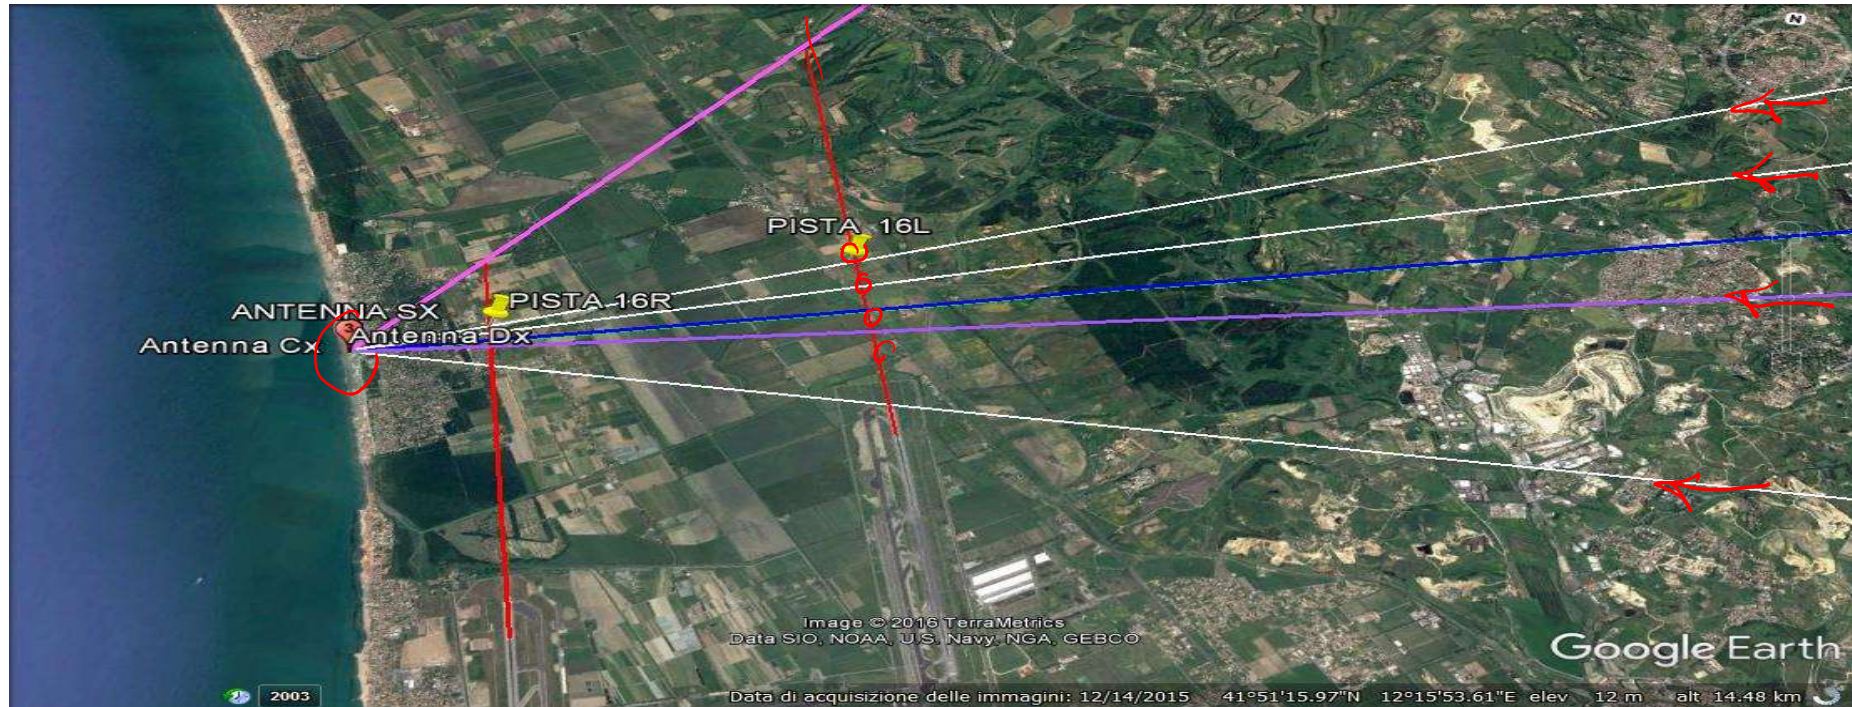 N
PISTA 16L
PISTA 16R
ANTENNA SX
3
Antenna Dx
Antenna Cx
Image © 2016 TerraMetrics
Data SIO, NOAA, U.S. Navy, NGA, GEBCO
Google Earth
2003
Data di acquisizione delle immagini: 12/14/2015 41°51'15.97"N 12°15'53.61"E elev 12 m alt 14.48 km